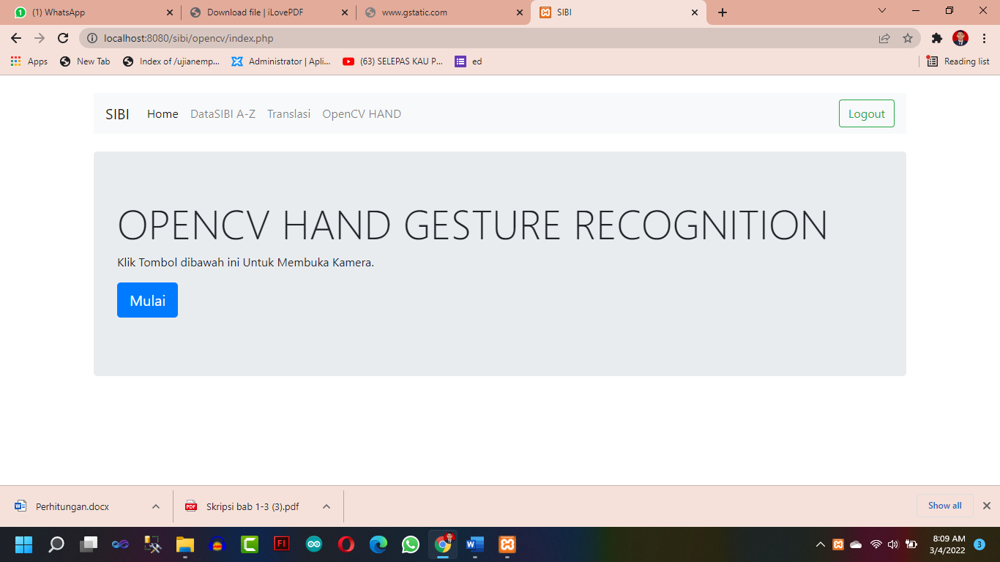 (1) WhatsApp
Download file | iLovePDF
www.gstatic.com
SIBI
localhost:8080/sibi/opencv/index.php
Apps
New Tab
Index of /ujianemp...
Administrator | Apli...
(63) SELEPAS KAU P...
ed
Reading list
SIBI
Home
DataSIBI A-Z
Translasi
OpenCV HAND
Logout
OPENCV HAND GESTURE RECOGNITION
Klik Tombol dibawah ini Untuk Membuka Kamera.
Mulai
Perhitungan.docx
PDF
Skripsi bab 1-3 (3).pdf
Show all
Fl
W
8:09 AM
3/4/2022
3